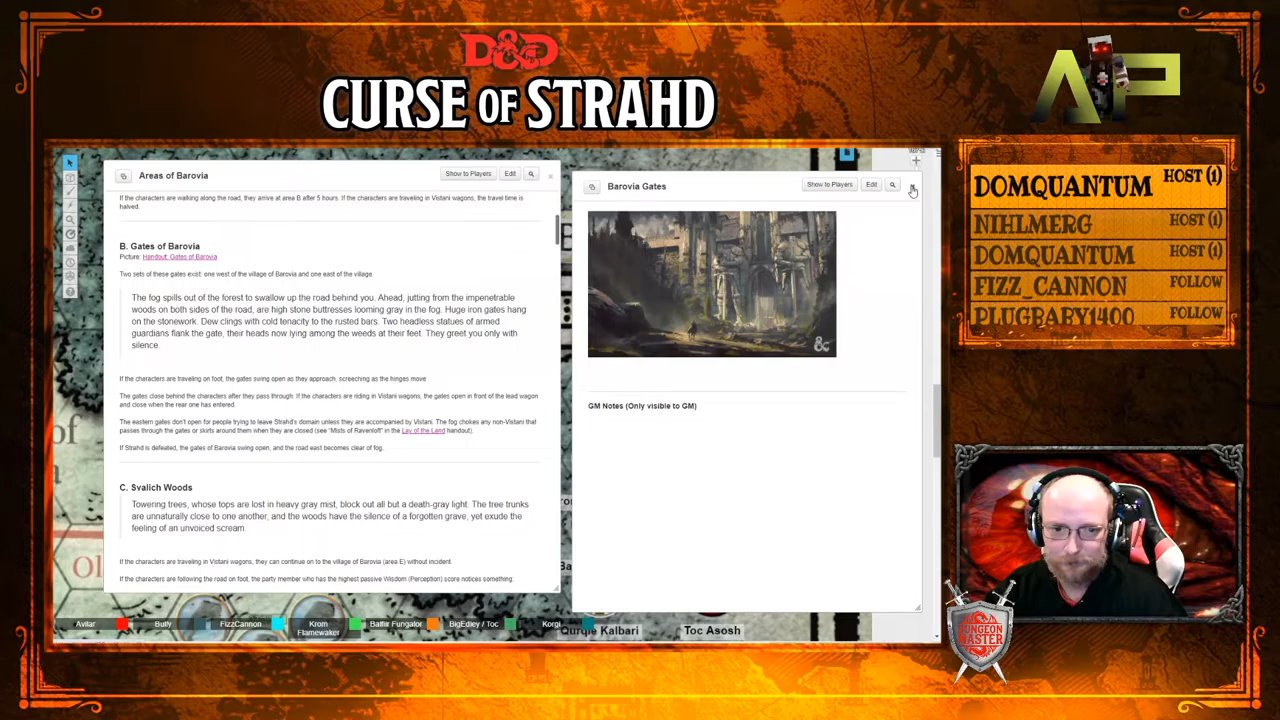 D&D
CURSE OF STRAHD
AP
DOMQUANTUM HOST (1)
NIHLMERG HOST (1)
DOMQUANTUM HOST (1)
FIZZ_CANNON FOLLOW
PLUGBABY1400 FOLLOW
Areas of Barovia
Show to Players Edit
If the characters are walking along the road, they arrive at area B after 5 hours. If the characters are traveling in Vistani wagons, the travel time is
halved.
B. Gates of Barovia
Picture: Handout: Gates of Barovia
Two sets of these gates exist: one west of the village of Barovia and one east of the village.
The fog spills out of the forest to swallow up the road behind you. Ahead, jutting from the impenetrable
woods on both sides of the road, are high stone buttresses looming gray in the fog. Huge iron gates hang
on the stonework. Dew clings with cold tenacity to the rusted bars. Two headless statues of armed
guardians flank the gate, their heads now lying among the weeds at their feet. They greet you only with
silence.
If the characters are traveling on foot, the gates swing open as they approach, screeching as the hinges move.
The gates close behind the characters after they pass through. If the characters are riding in Vistani wagons, the gates open in front of the lead wagon
and close when the rear one has entered.
The eastern gates don't open for people trying to leave Strahd's domain unless they are accompanied by Vistani. The fog chokes any non-Vistani that
passes through the gates or skirts around them when they are closed (see "Mists of Ravenloft" in the Lay of the Land handout).
If Strahd is defeated, the gates of Barovia swing open, and the road east becomes clear of fog.
C. Svalich Woods
Towering trees, whose tops are lost in heavy gray mist, block out all but a death-gray light. The tree trunks
are unnaturally close to one another, and the woods have the silence of a forgotten grave, yet exude the
feeling of an unvoiced scream.
If the characters are traveling in Vistani wagons, they can continue on to the village of Barovia (area E) without incident.
If the characters are following the road on foot, the party member who has the highest passive Wisdom (Perception) score notices something:
Barovia Gates
Show to Players Edit
GM Notes (Only visible to GM)
of
Ol
Avilar
Bully
FizzCannon
Krom
Flamewaker
Balfur Fungalor
BigEdley / Toc
Korgi
Qurqie Kalbari
Toc Asosh
DUNGEON
MASTER